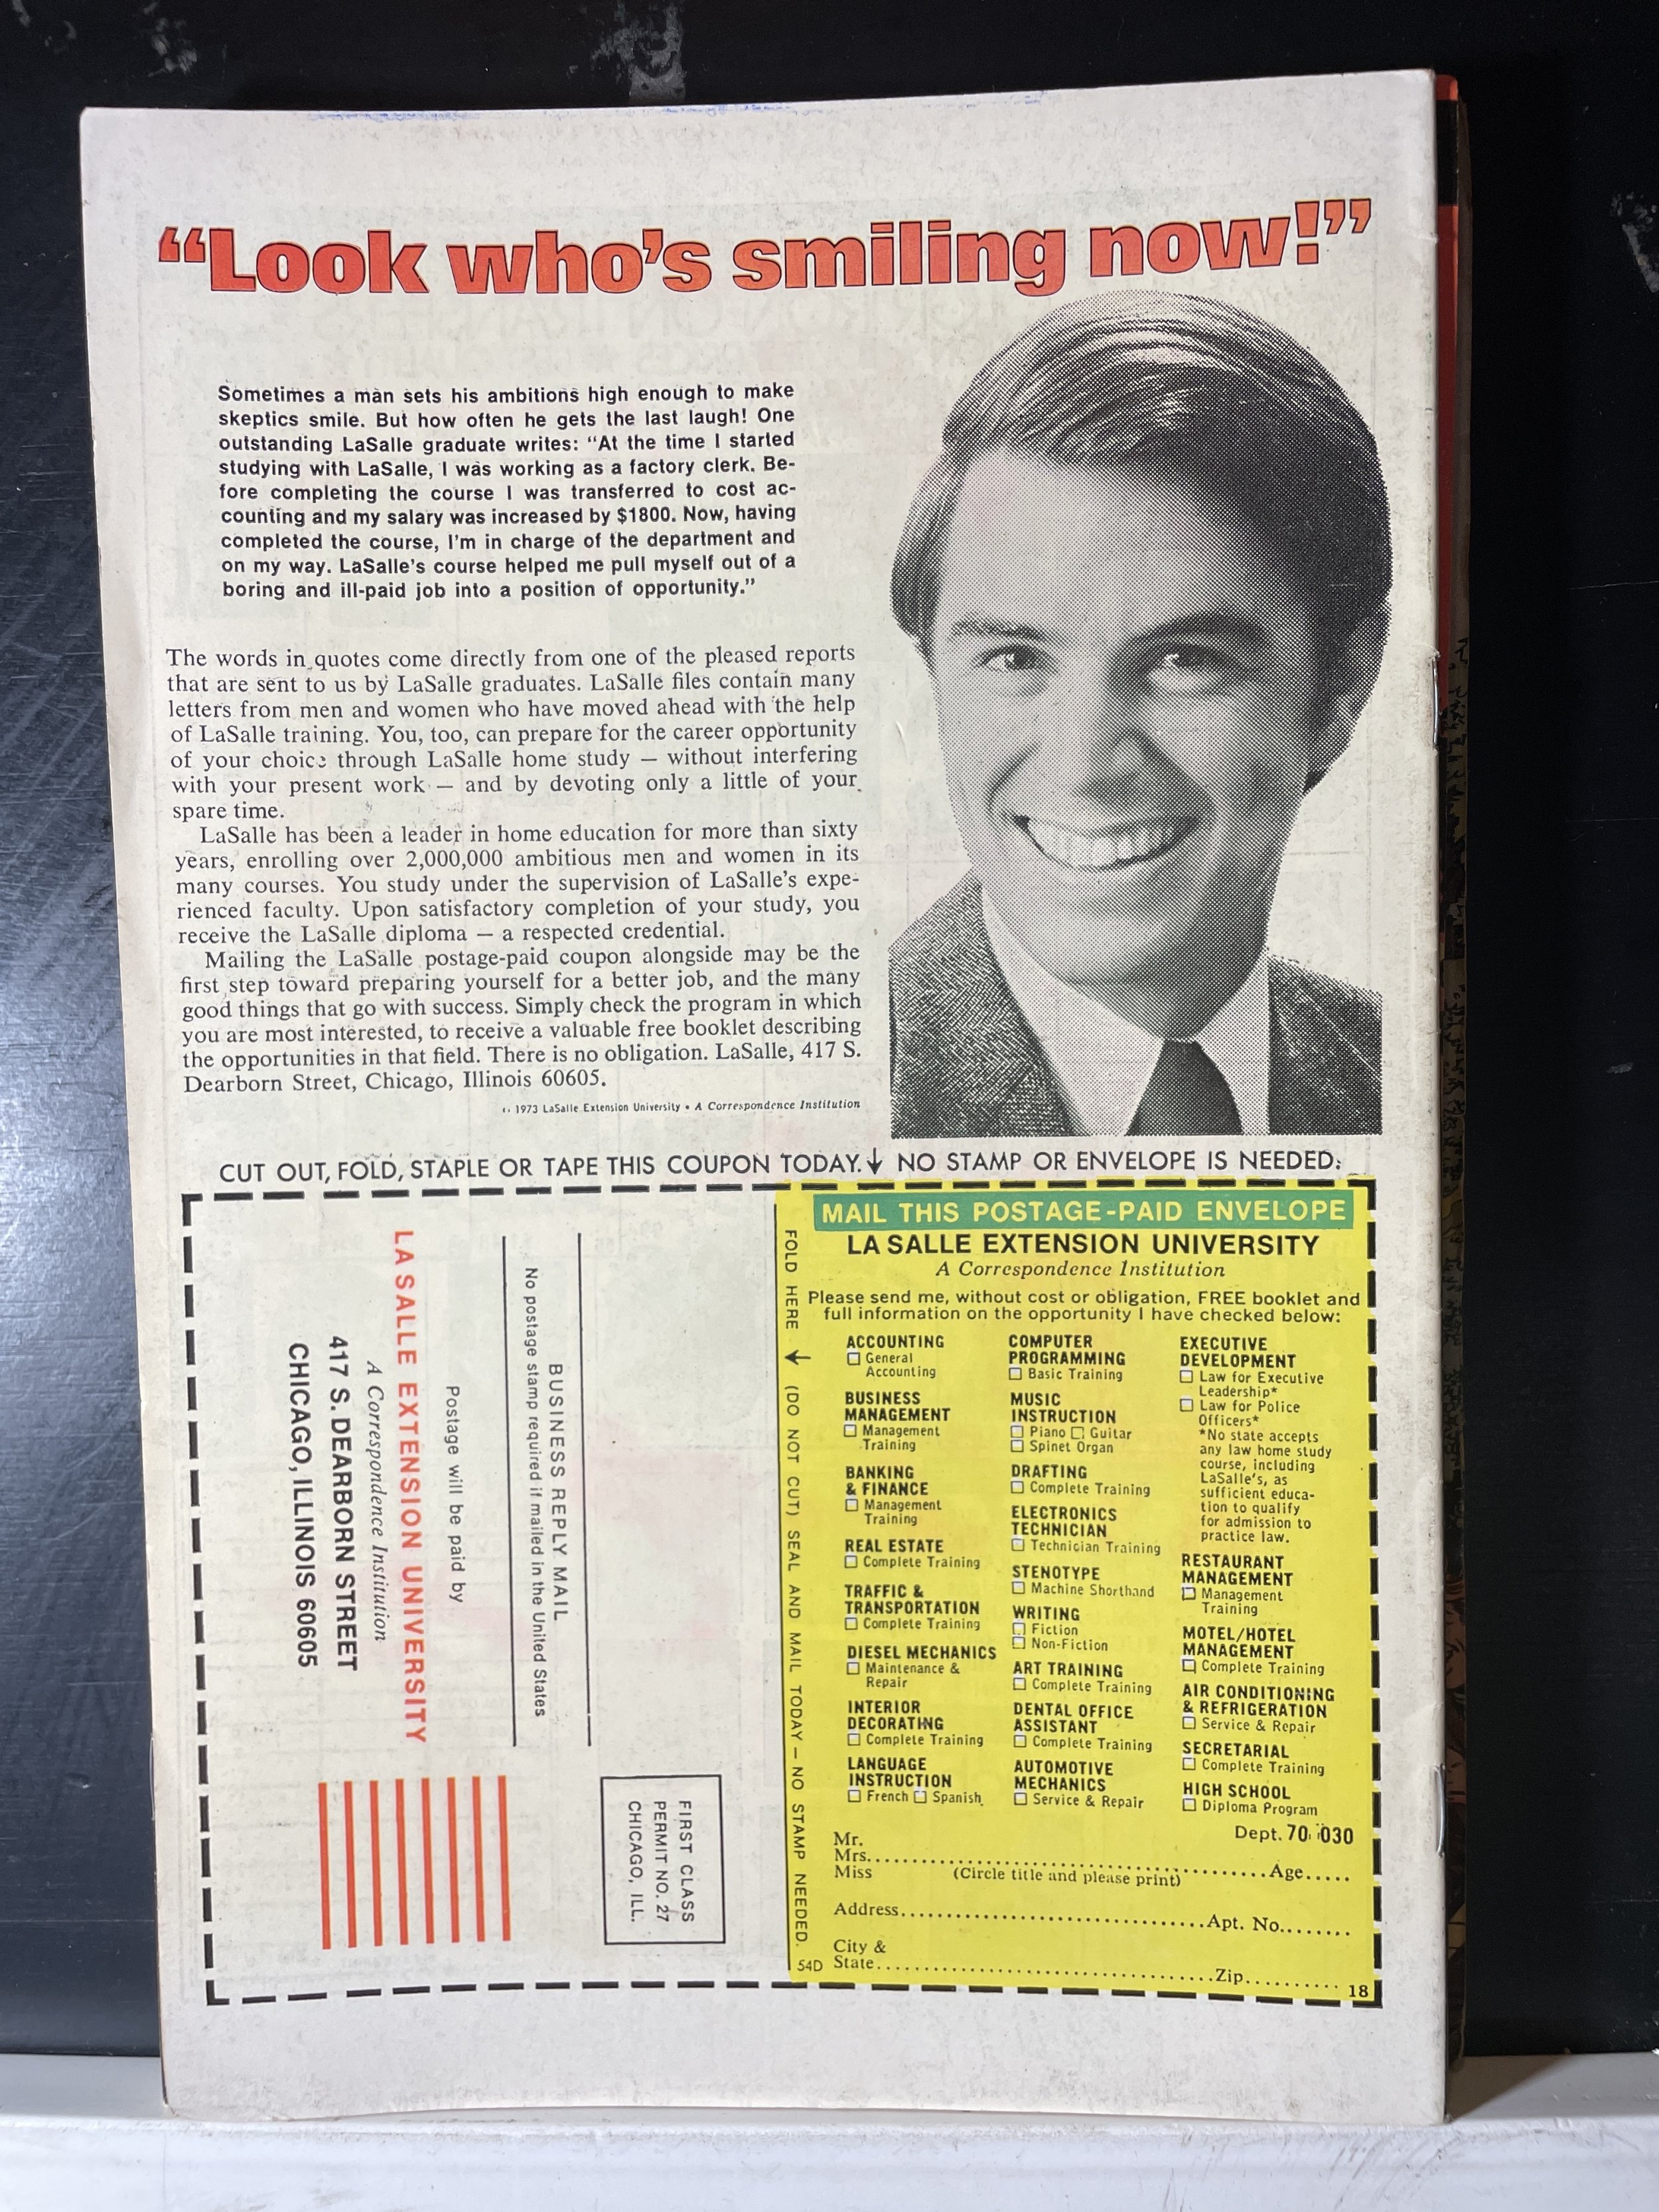 “Look who’s smiling now!”
Sometimes a man sets his ambitions high enough to make
skeptics smile. But how often he gets the last laugh! One
outstanding LaSalle graduate writes: “At the time I started
studying with LaSalle, I was working as a factory clerk. Be-
fore completing the course I was transferred to cost ac-
counting and my salary was increased by $1800. Now, having
completed the course, I’m in charge of the department and
on my way. LaSalle’s course helped me pull myself out of a
boring and ill-paid job into a position of opportunity.”
The words in quotes come directly from one of the pleased reports
that are sent to us by LaSalle graduates. LaSalle files contain many
letters from men and women who have moved ahead with the help
of LaSalle training. You, too, can prepare for the career opportunity
of your choice through LaSalle home study — without interfering
with your present work — and by devoting only a little of your
spare time.
LaSalle has been a leader in home education for more than sixty
years, enrolling over 2,000,000 ambitious men and women in its
many courses. You study under the supervision of LaSalle’s expe-
rienced faculty. Upon satisfactory completion of your study, you
receive the LaSalle diploma — a respected credential.
Mailing the LaSalle postage-paid coupon alongside may be the
first step toward preparing yourself for a better job, and the many
good things that go with success. Simply check the program in which
you are most interested, to receive a valuable free booklet describing
the opportunities in that field. There is no obligation. LaSalle, 417 S.
Dearborn Street, Chicago, Illinois 60605.
1973 LaSalle Extension University • A Correspondence Institution
CUT OUT, FOLD, STAPLE OR TAPE THIS COUPON TODAY. ↓ NO STAMP OR ENVELOPE IS NEEDED:
FIRST CLASS
PERMIT NO. 27
CHICAGO, ILL.
BUSINESS REPLY MAIL
No postage stamp required if mailed in the United States
Postage will be paid by
LA SALLE EXTENSION UNIVERSITY
A Correspondence Institution
417 S. DEARBORN STREET
CHICAGO, ILLINOIS 60605
FOLD HERE ↓ (DO NOT CUT) SEAL AND MAIL TODAY — NO STAMP NEEDED.
54D
MAIL THIS POSTAGE-PAID ENVELOPE
LA SALLE EXTENSION UNIVERSITY
A Correspondence Institution
Please send me, without cost or obligation, FREE booklet and
full information on the opportunity I have checked below:
ACCOUNTING
☐ General
Accounting
BUSINESS
MANAGEMENT
☐ Management
Training
BANKING
& FINANCE
☐ Management
Training
REAL ESTATE
☐ Complete Training
TRAFFIC &
TRANSPORTATION
☐ Complete Training
DIESEL MECHANICS
☐ Maintenance &
Repair
INTERIOR
DECORATING
☐ Complete Training
LANGUAGE
INSTRUCTION
☐ French ☐ Spanish
COMPUTER
PROGRAMMING
☐ Basic Training
MUSIC
INSTRUCTION
☐ Piano ☐ Guitar
☐ Spinet Organ
DRAFTING
☐ Complete Training
ELECTRONICS
TECHNICIAN
☐ Technician Training
STENOTYPE
☐ Machine Shorthand
WRITING
☐ Fiction
☐ Non-Fiction
ART TRAINING
☐ Complete Training
DENTAL OFFICE
ASSISTANT
☐ Complete Training
AUTOMOTIVE
MECHANICS
☐ Service & Repair
EXECUTIVE
DEVELOPMENT
☐ Law for Executive
Leadership*
☐ Law for Police
Officers*
*No state accepts
any law home study
course, including
LaSalle’s, as
sufficient educa-
tion to qualify
for admission to
practice law.
RESTAURANT
MANAGEMENT
☐ Management
Training
MOTEL/HOTEL
MANAGEMENT
☐ Complete Training
AIR CONDITIONING
& REFRIGERATION
☐ Service & Repair
SECRETARIAL
☐ Complete Training
HIGH SCHOOL
☐ Diploma Program
Dept. 70-030
Mr.
Mrs.......................................................Age.....
Miss (Circle title and please print)
Address.............................................Apt. No........
City &
State.............................................Zip..........
18